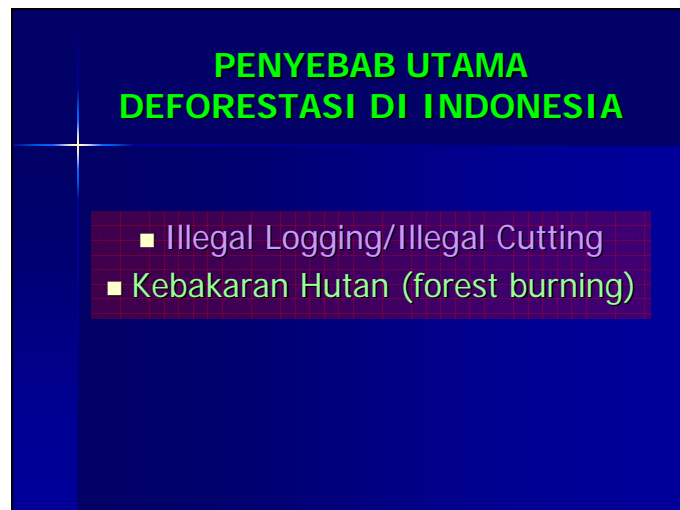 PENYEBAB UTAMA
DEFORESTASI DI INDONESIA
Illegal Logging/Illegal Cutting
Kebakaran Hutan (forest burning)